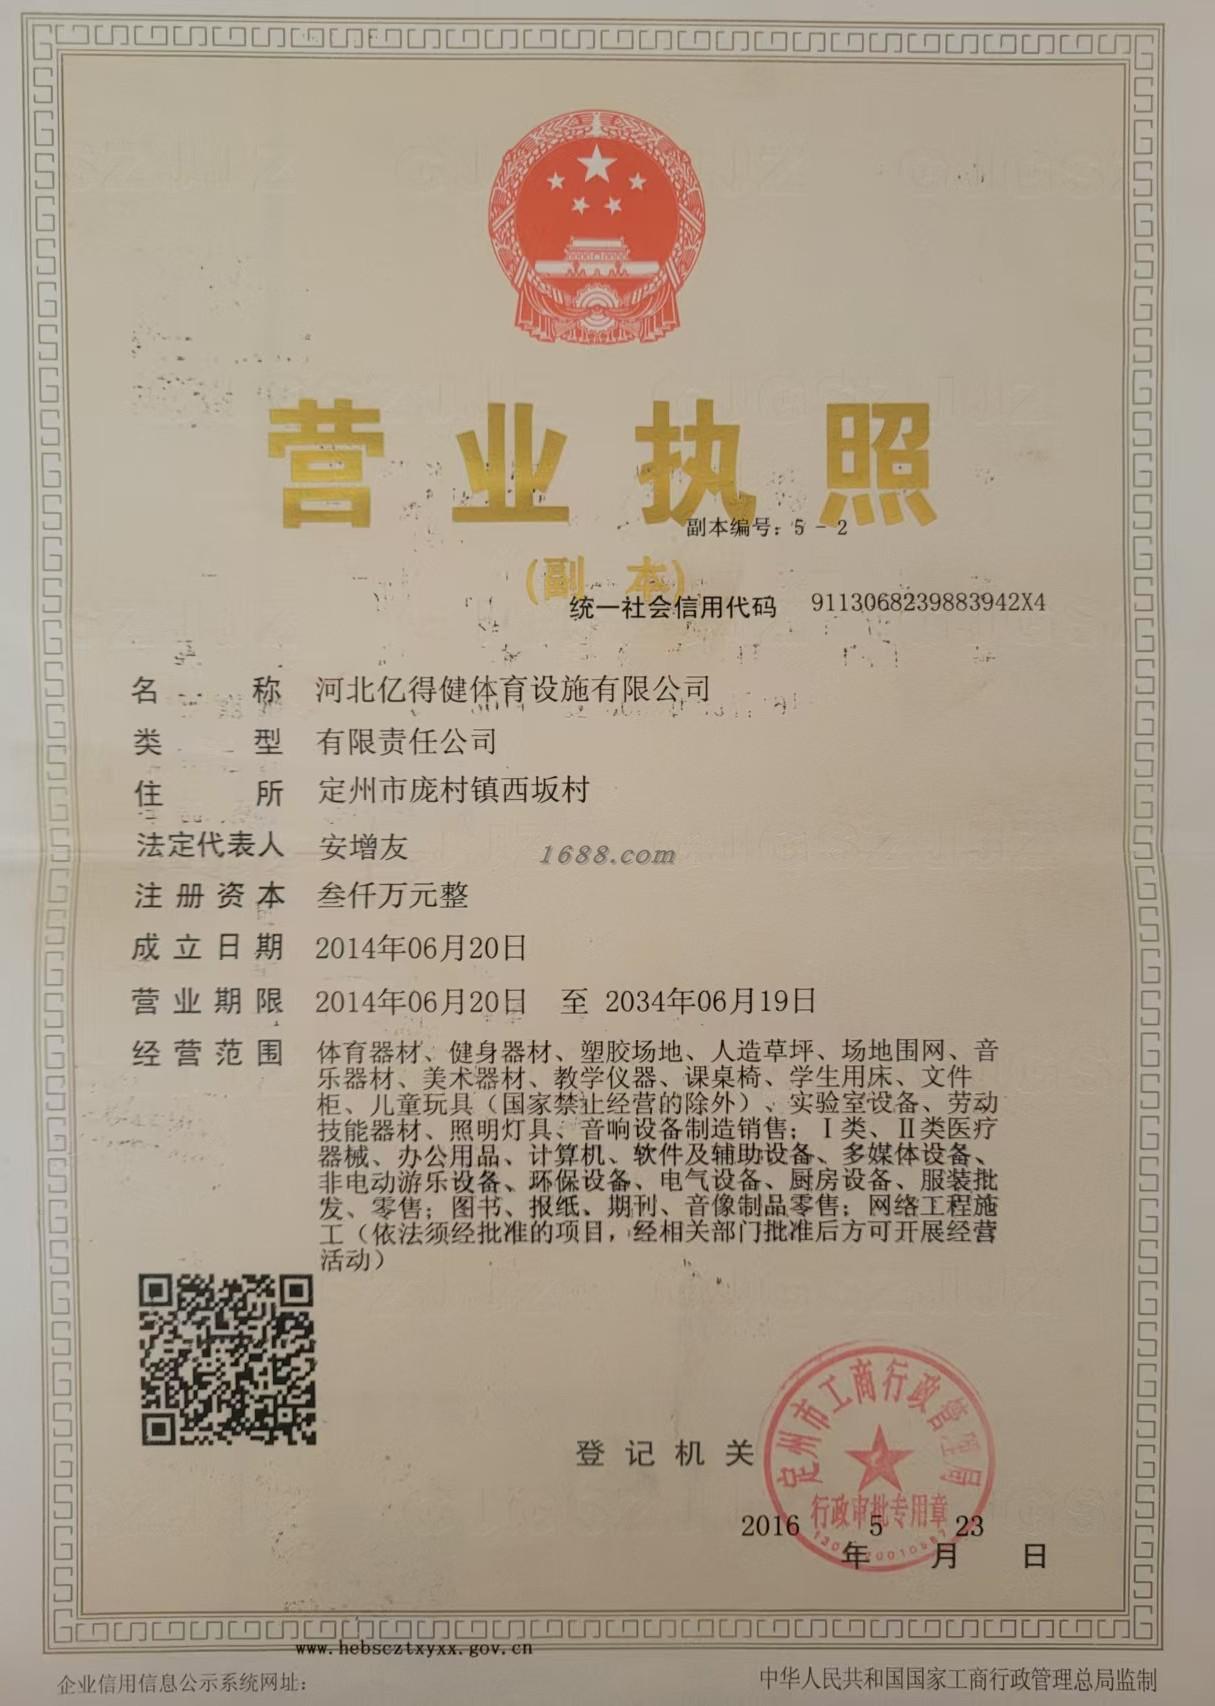 营业执照
副本编号：5 - 2
（副 本）
统一社会信用代码 9113068239883942X4
名 称 河北亿得健体育设施有限公司
类 型 有限责任公司
住 所 定州市庞村镇西坂村
法定代表人 安增友
1688.com
注册资本 叁仟万元整
成立日期 2014年06月20日
营业期限 2014年06月20日 至 2034年06月19日
经营范围 体育器材、健身器材、塑胶场地、人造草坪、场地围网、音
乐器材、美术器材、教学仪器、课桌椅、学生用床、文件
柜、儿童玩具（国家禁止经营的除外）、实验室设备、劳动
技能器材、照明灯具、音响设备制造销售；Ⅰ类、Ⅱ类医疗
器械、办公用品、计算机、软件及辅助设备、多媒体设备、
非电动游乐设备、环保设备、电气设备、厨房设备、服装批
发、零售；图书、报纸、期刊、音像制品零售；网络工程施
工（依法须经批准的项目，经相关部门批准后方可开展经营
活动）
登记机关
定州市工商行政管理局
行政审批专用章
2016 5 23
年 月 日
www.hebscztxyxx.gov.cn
企业信用信息公示系统网址：
中华人民共和国国家工商行政管理总局监制